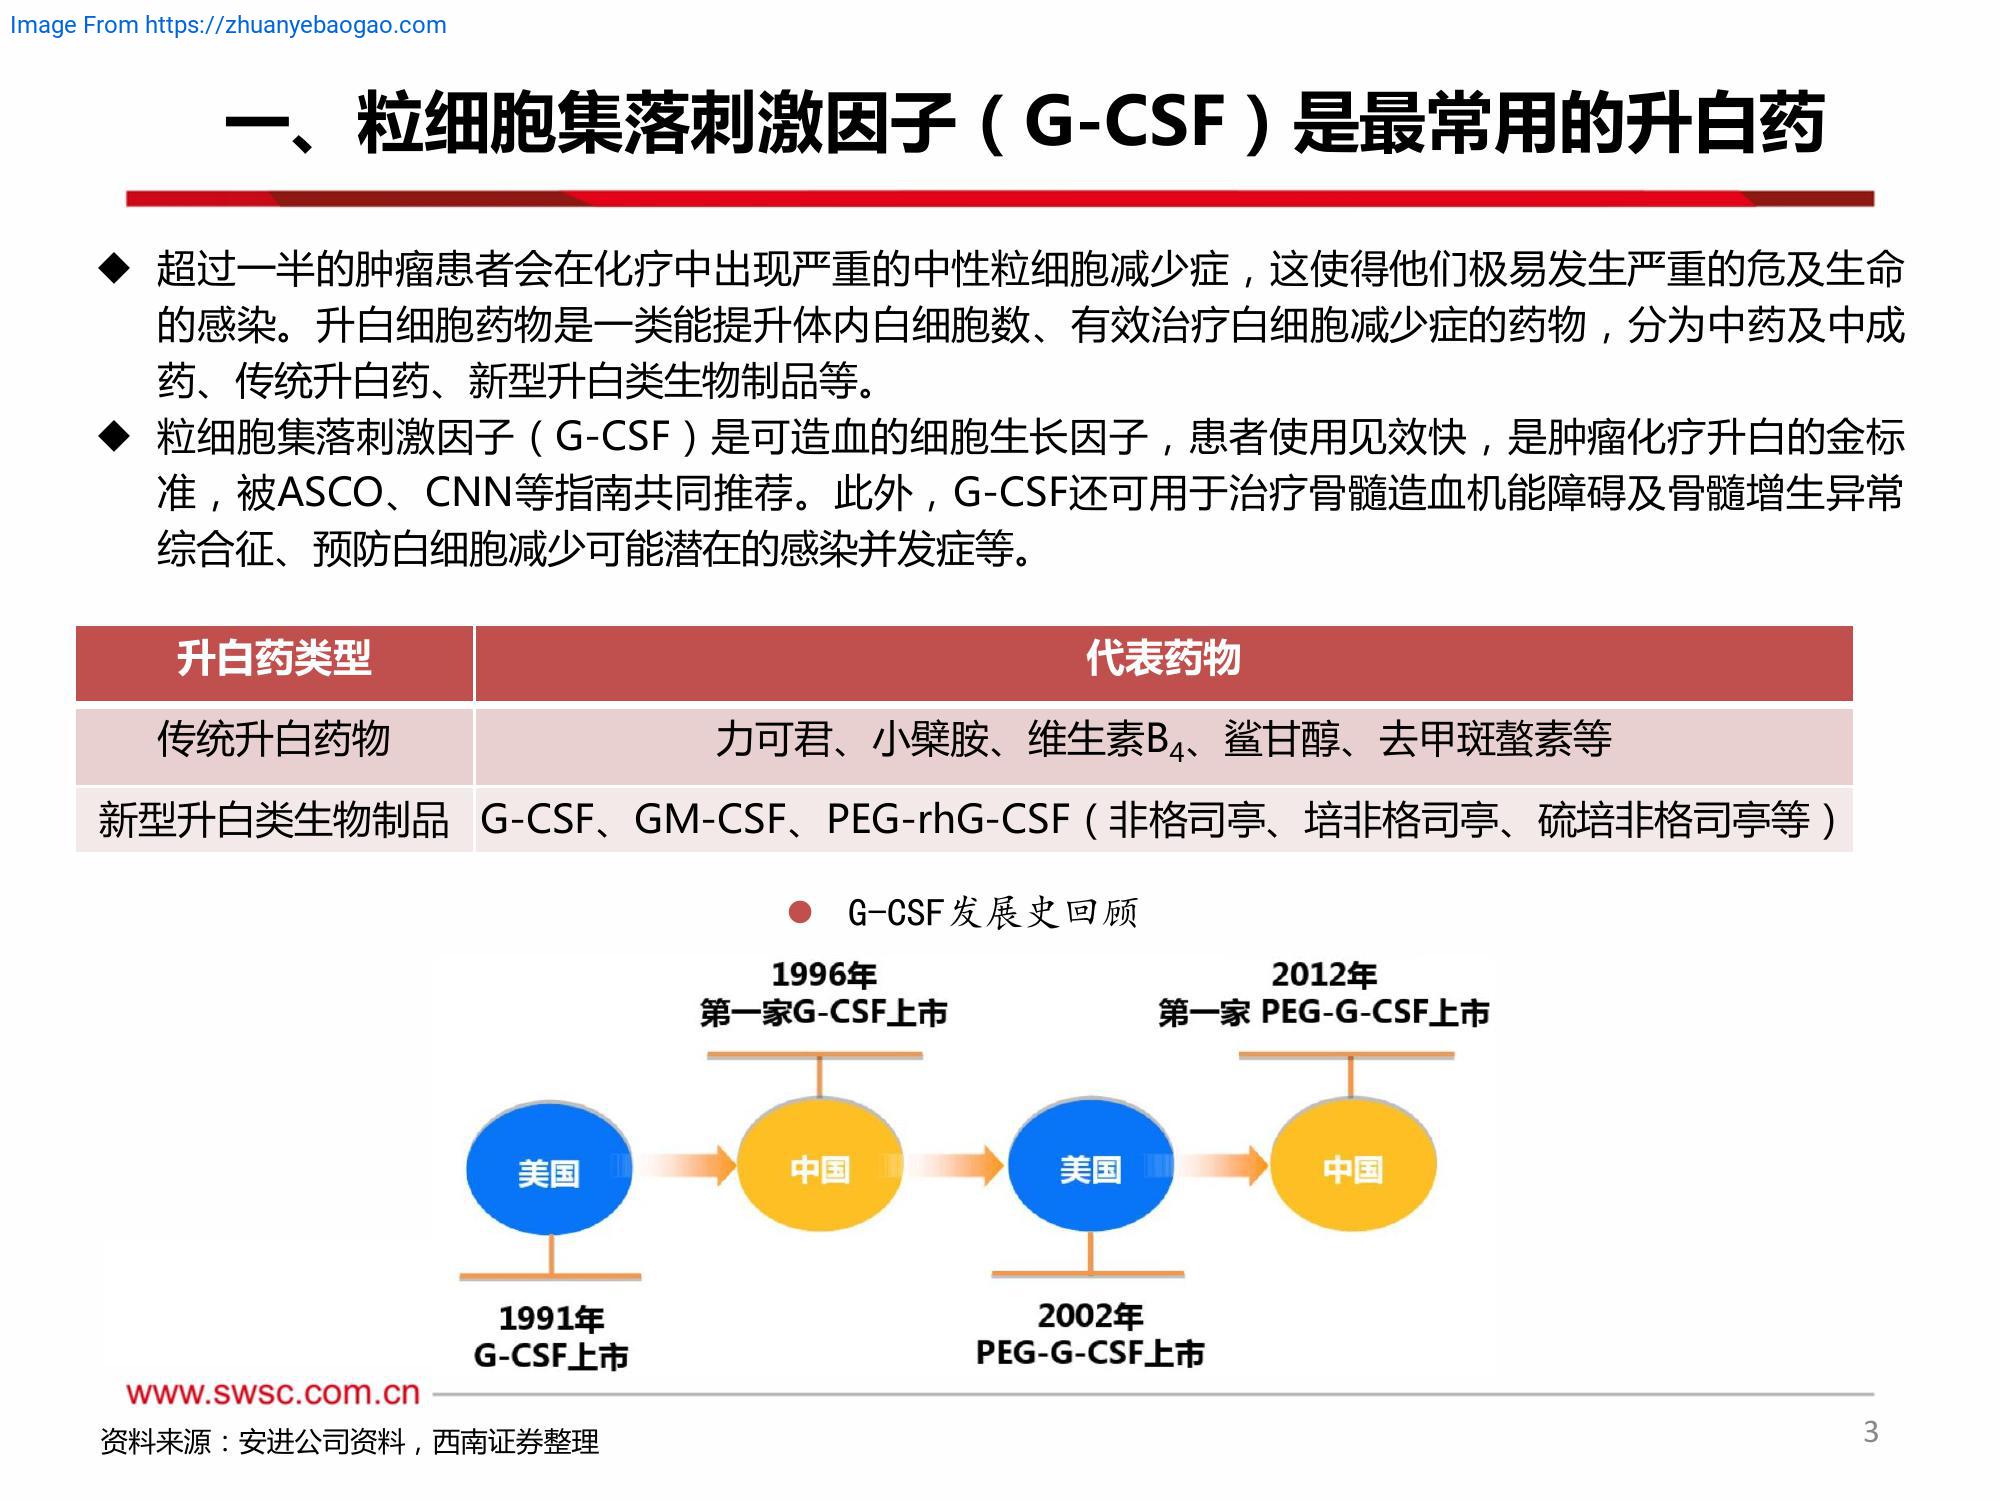 Image From https://zhuanyebaogao.com
一、粒细胞集落刺激因子（G-CSF）是最常用的升白药
◆ 超过一半的肿瘤患者会在化疗中出现严重的中性粒细胞减少症，这使得他们极易发生严重的危及生命
的感染。升白细胞药物是一类能提升体内白细胞数、有效治疗白细胞减少症的药物，分为中药及中成
药、传统升白药、新型升白类生物制品等。
◆ 粒细胞集落刺激因子（G-CSF）是可造血的细胞生长因子，患者使用见效快，是肿瘤化疗升白的金标
准，被ASCO、CNN等指南共同推荐。此外，G-CSF还可用于治疗骨髓造血机能障碍及骨髓增生异常
综合征、预防白细胞减少可能潜在的感染并发症等。
升白药类型 代表药物
传统升白药物 力可君、小檗胺、维生素B₄、鲨甘醇、去甲斑螯素等
新型升白类生物制品 G-CSF、GM-CSF、PEG-rhG-CSF（非格司亭、培非格司亭、硫培非格司亭等）
● G-CSF发展史回顾
1996年 2012年
第一家G-CSF上市 第一家 PEG-G-CSF上市
美国 中国 美国 中国
1991年 2002年
G-CSF上市 PEG-G-CSF上市
www.swsc.com.cn
资料来源：安进公司资料，西南证券整理
3